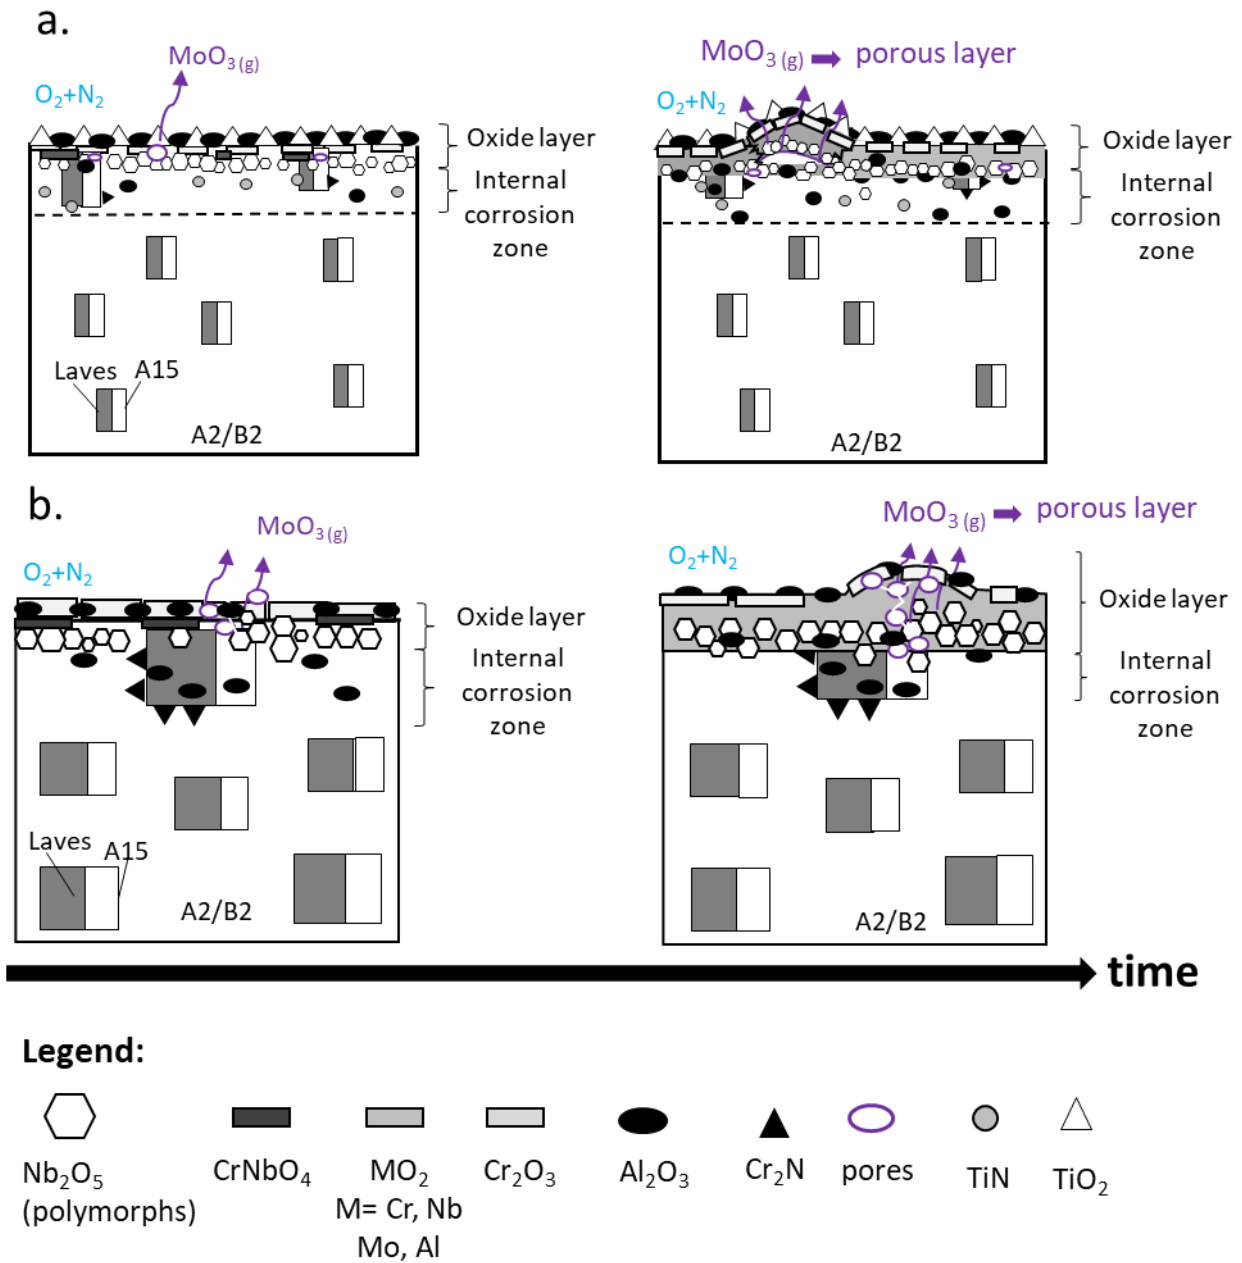 a.
MoO3 (g)
O2+N2
Oxide layer
Internal
corrosion
zone
Laves
A15
A2/B2
MoO3 (g) ➡ porous layer
O2+N2
Oxide layer
Internal
corrosion
zone
A2/B2
b.
MoO3 (g)
O2+N2
Oxide layer
Internal
corrosion
zone
Laves
A15
A2/B2
MoO3 (g) ➡ porous layer
O2+N2
Oxide layer
Internal
corrosion
zone
A2/B2
time
Legend:
Nb2O5
(polymorphs)
CrNbO4
MO2
M= Cr, Nb
Mo, Al
Cr2O3
Al2O3
Cr2N
pores
TiN
TiO2